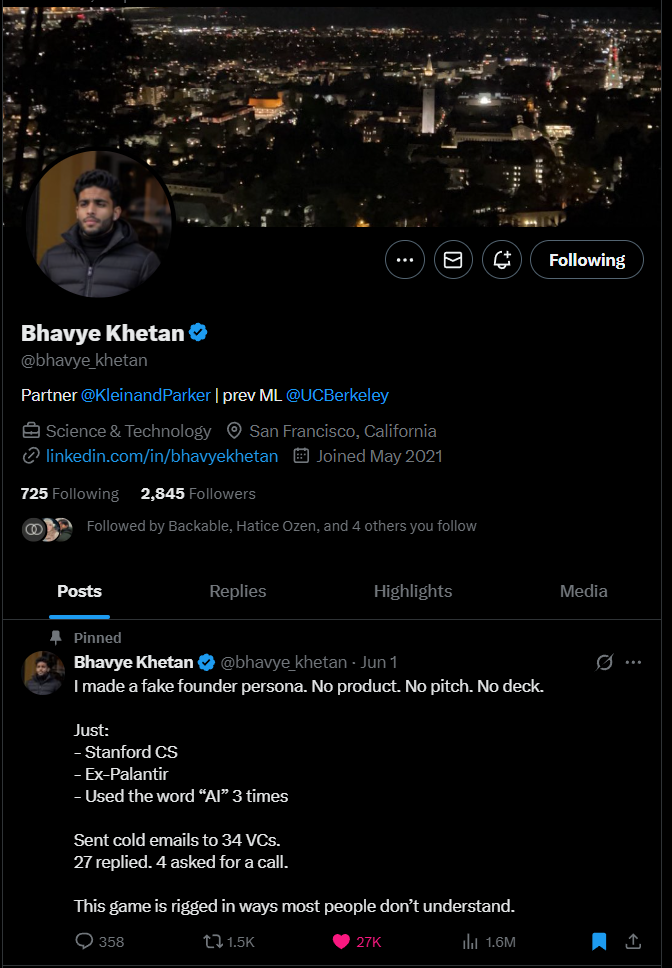 Following
Bhavye Khetan
@bhavye_khetan
Partner @KleinandParker | prev ML @UCBerkeley
Science & Technology San Francisco, California
linkedin.com/in/bhavyekhetan Joined May 2021
725 Following 2,845 Followers
Followed by Backable, Hatice Ozen, and 4 others you follow
Posts Replies Highlights Media
Pinned
Bhavye Khetan @bhavye_khetan · Jun 1
I made a fake founder persona. No product. No pitch. No deck.
Just:
- Stanford CS
- Ex-Palantir
- Used the word “AI” 3 times
Sent cold emails to 34 VCs.
27 replied. 4 asked for a call.
This game is rigged in ways most people don’t understand.
358 1.5K 27K 1.6M